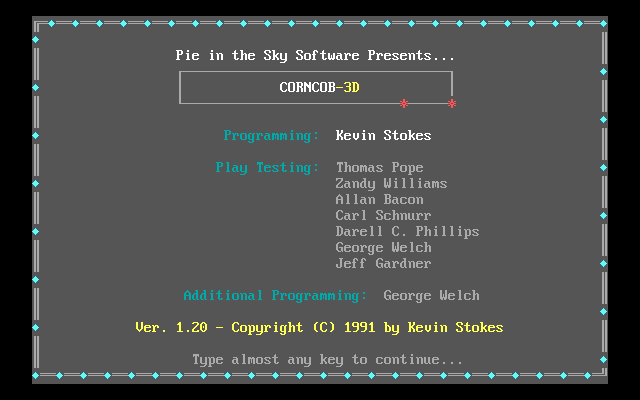 Pie in the Sky Software Presents...
CORNCOB-3D
Programming: Kevin Stokes
Play Testing: Thomas Pope
Zandy Williams
Allan Bacon
Carl Schnurr
Darell C. Phillips
George Welch
Jeff Gardner
Additional Programming: George Welch
Ver. 1.20 - Copyright (C) 1991 by Kevin Stokes
Type almost any key to continue...